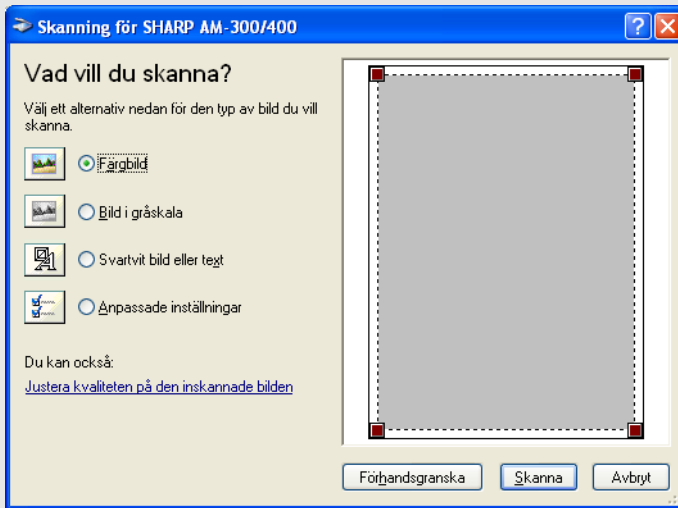 Skanning för SHARP AM-300/400
Vad vill du skanna?
Välj ett alternativ nedan för den typ av bild du vill
skanna.
Färgbild
Bild i gråskala
Svartvit bild eller text
Anpassade inställningar
Du kan också:
Justera kvaliteten på den inskannade bilden
Förhandsgranska
Skanna
Avbryt